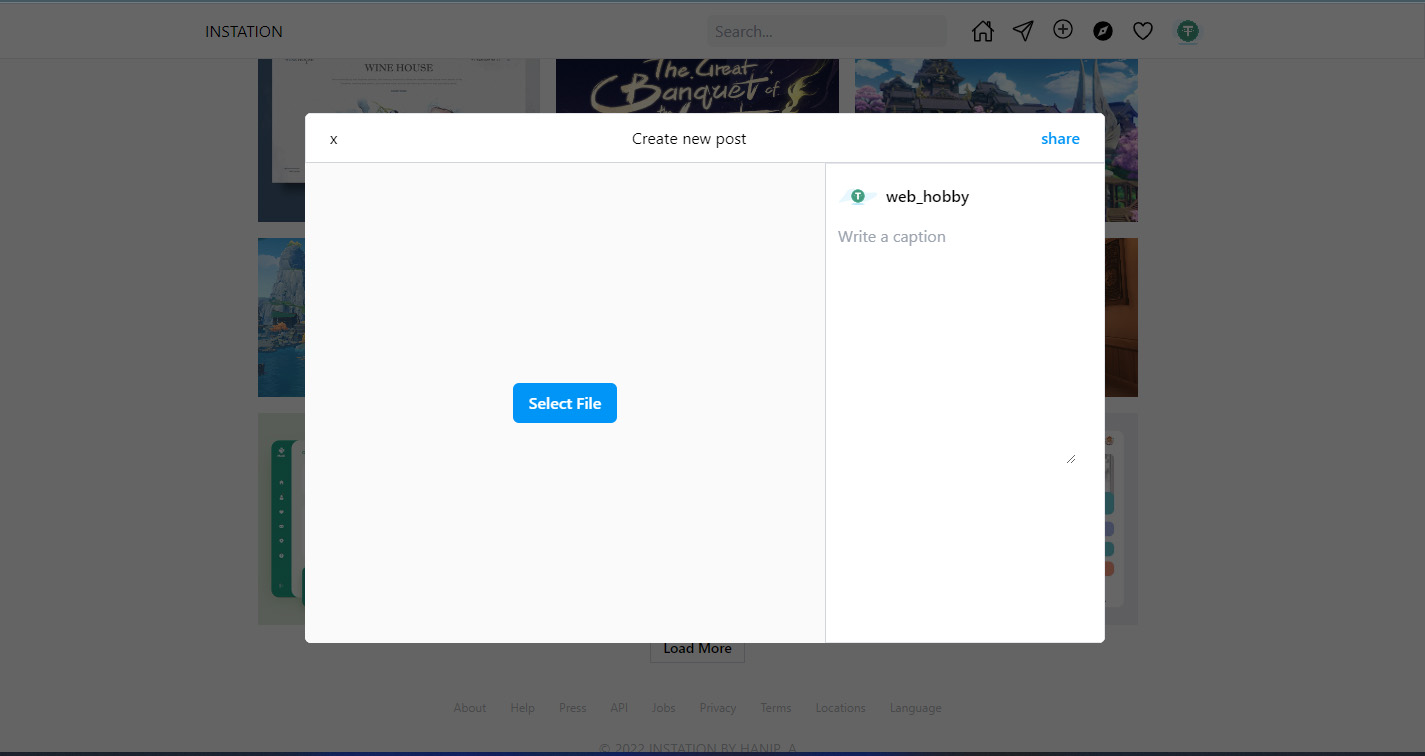 INSTATION
Search...
WINE HOUSE
The Great
Banquet of
the
x
Create new post
share
web_hobby
Write a caption
Select File
Load More
About
Help
Press
API
Jobs
Privacy
Terms
Locations
Language
© 2022 INSTATION BY HANIP. A